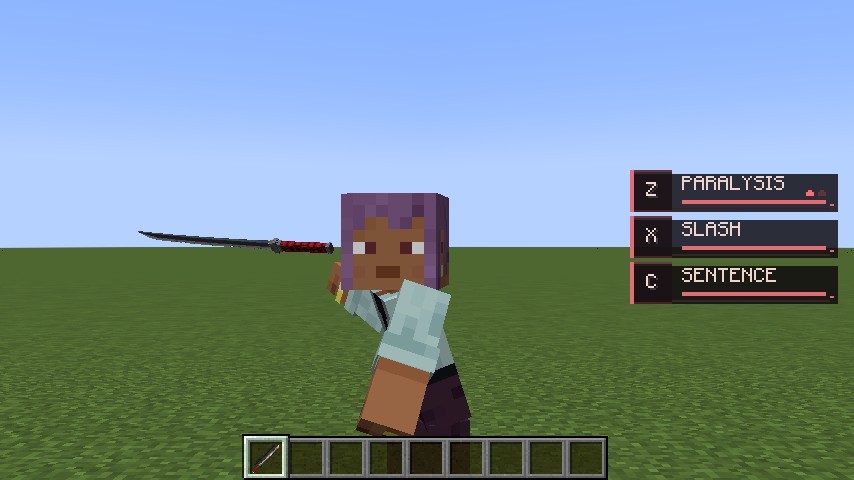 Z
PARALYSIS
X
SLASH
C
SENTENCE